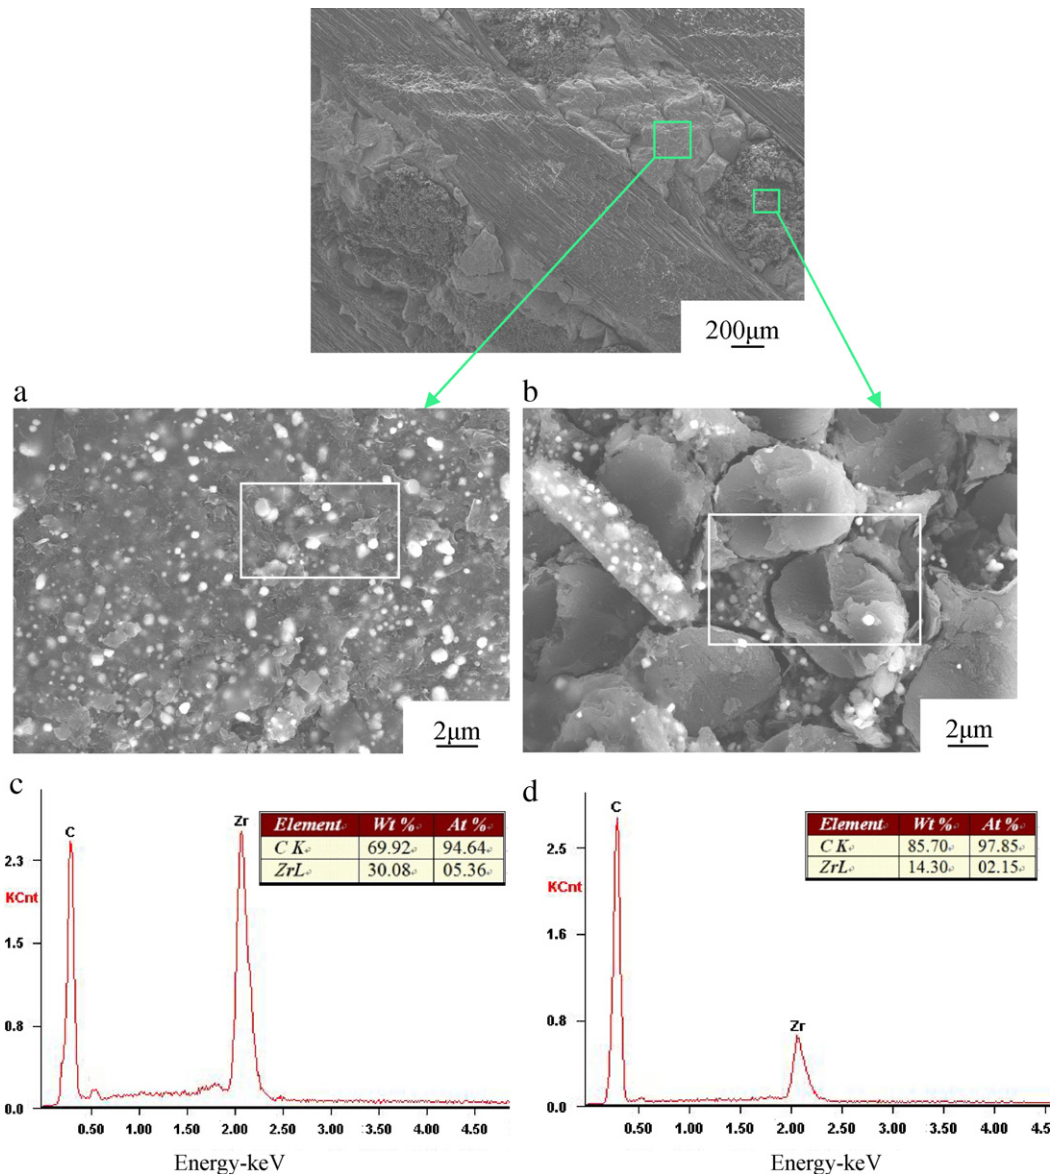 200μm
a
b
2μm
2μm
c
C
Zr
Element Wt % At %
C K 69.92 94.64
ZrL 30.08 05.36
2.3
KCnt
1.5
0.8
0.0
0.50 1.00 2.00 2.00 2.50 3.00 3.50 4.00 4.50
Energy-keV
d
C
Zr
Element Wt % At %
C K 85.70 97.85
ZrL 14.30 02.15
2.5
KCnt
1.6
0.8
0.0
0.50 1.00 1.50 2.00 2.50 3.00 3.50 4.00 4.5
Energy-keV